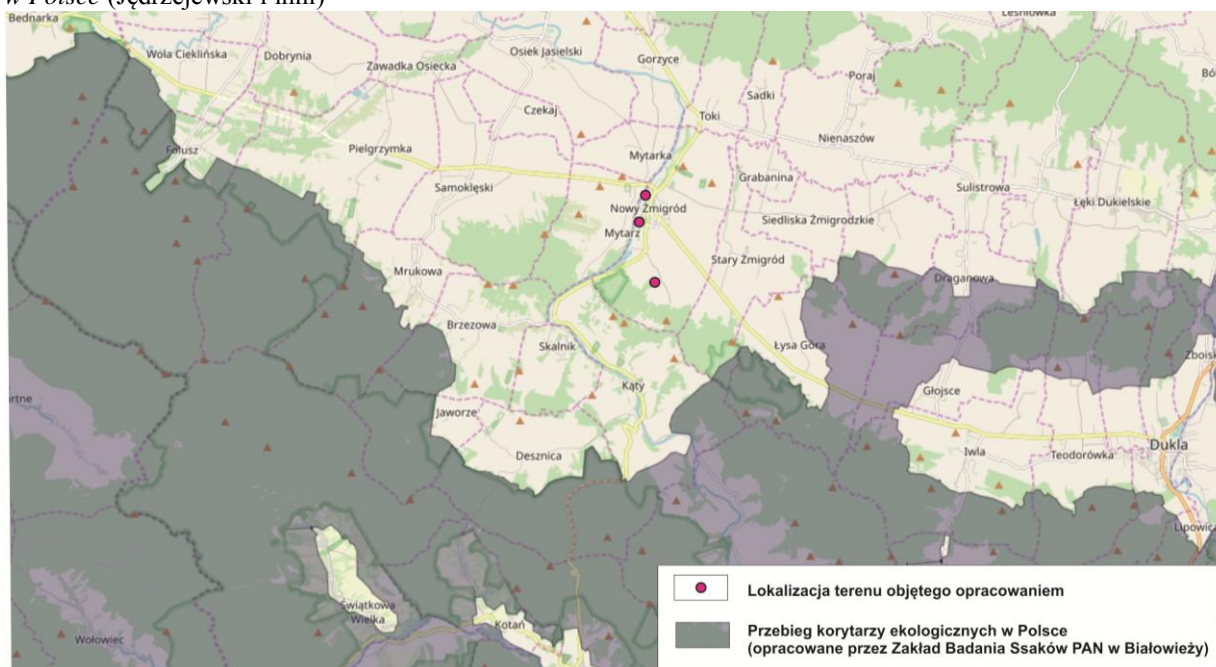 w Polsce (Jędrzejewski i inni)
Bednarka
Leśniówka
Wola Cieklińska
Dobrynia
Osiek Jasielski
Gorzyce
Zawadka Osiecka
Poraj
Bó
Sadki
Czekaj
Toki
Nienaszów
Folusz
Pielgrzymka
Mytarka
Grabanina
Samoklęski
Sulistrowa
Łęki Dukielskie
Nowy Żmigród
Siedliska Żmigrodzkie
Mytarz
Stary Żmigród
Mrukowa
Draganowa
Brzezowa
Skalnik
Łysa Góra
Zboisk
Kąty
Głojsce
ertne
Jaworze
Dukla
Desznica
Iwla
Teodorówka
Lipowica
Lokalizacja terenu objętego opracowaniem
Świątkowa
Wielka
Kotań
Wołowiec
Przebieg korytarzy ekologicznych w Polsce
(opracowane przez Zakład Badania Ssaków PAN w Białowieży)